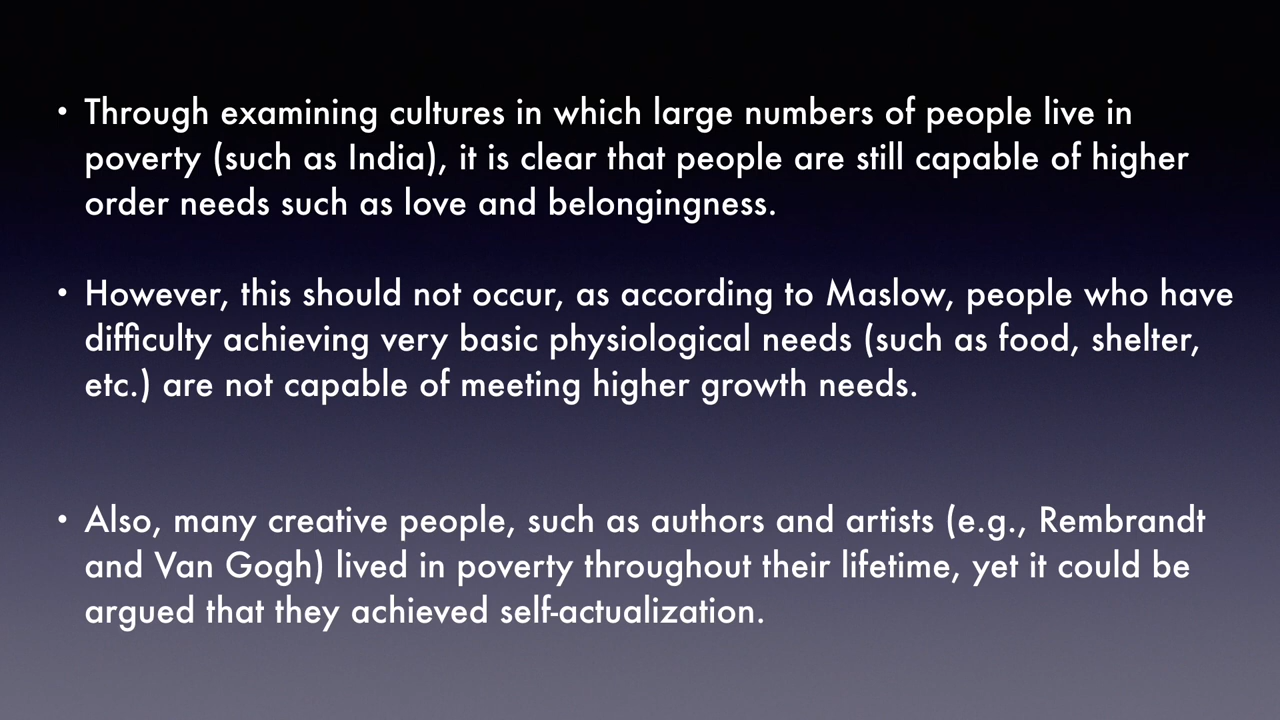 • Through examining cultures in which large numbers of people live in
poverty (such as India), it is clear that people are still capable of higher
order needs such as love and belongingness.
• However, this should not occur, as according to Maslow, people who have
difficulty achieving very basic physiological needs (such as food, shelter,
etc.) are not capable of meeting higher growth needs.
• Also, many creative people, such as authors and artists (e.g., Rembrandt
and Van Gogh) lived in poverty throughout their lifetime, yet it could be
argued that they achieved self-actualization.